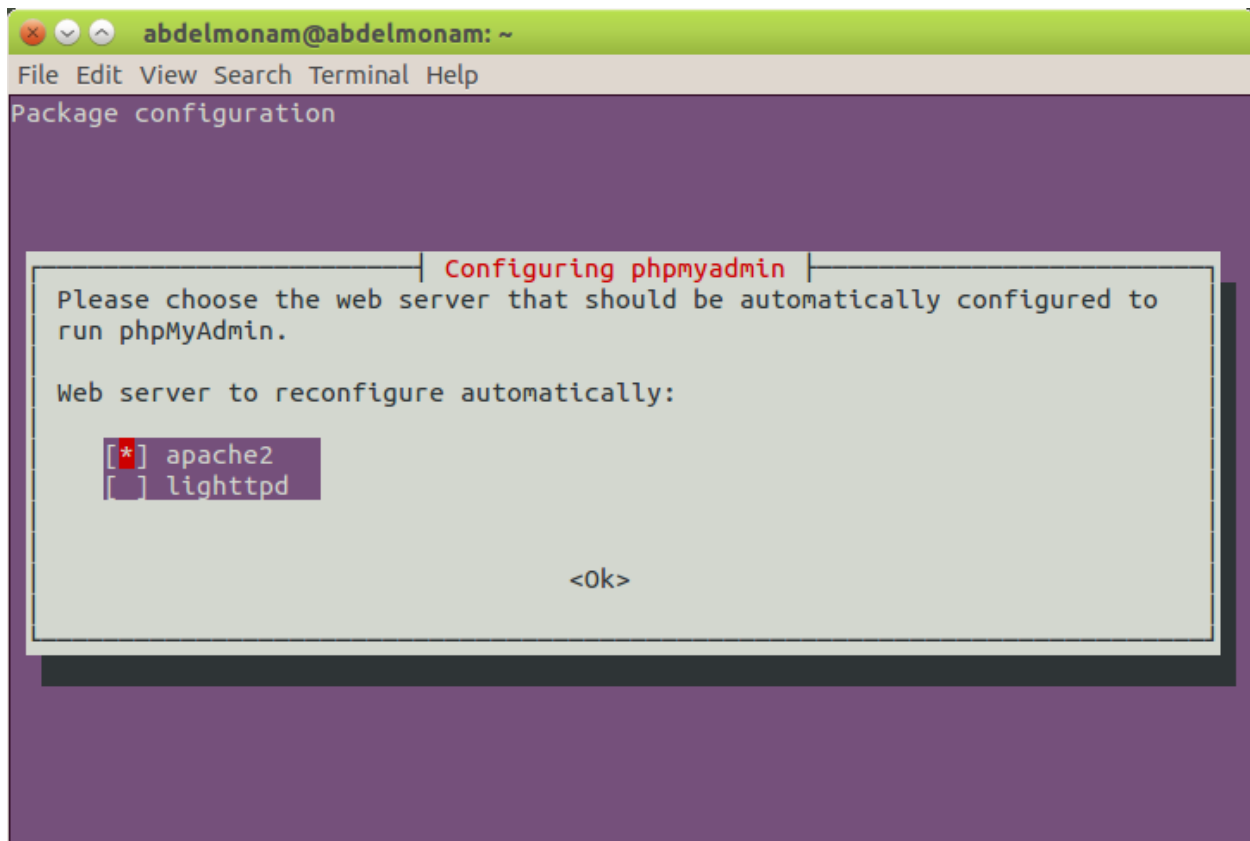 abdelmonam@abdelmonam: ~
File Edit View Search Terminal Help
Package configuration
Configuring phpmyadmin
Please choose the web server that should be automatically configured to
run phpMyAdmin.
Web server to reconfigure automatically:
[*] apache2
[ ] lighttpd
<Ok>